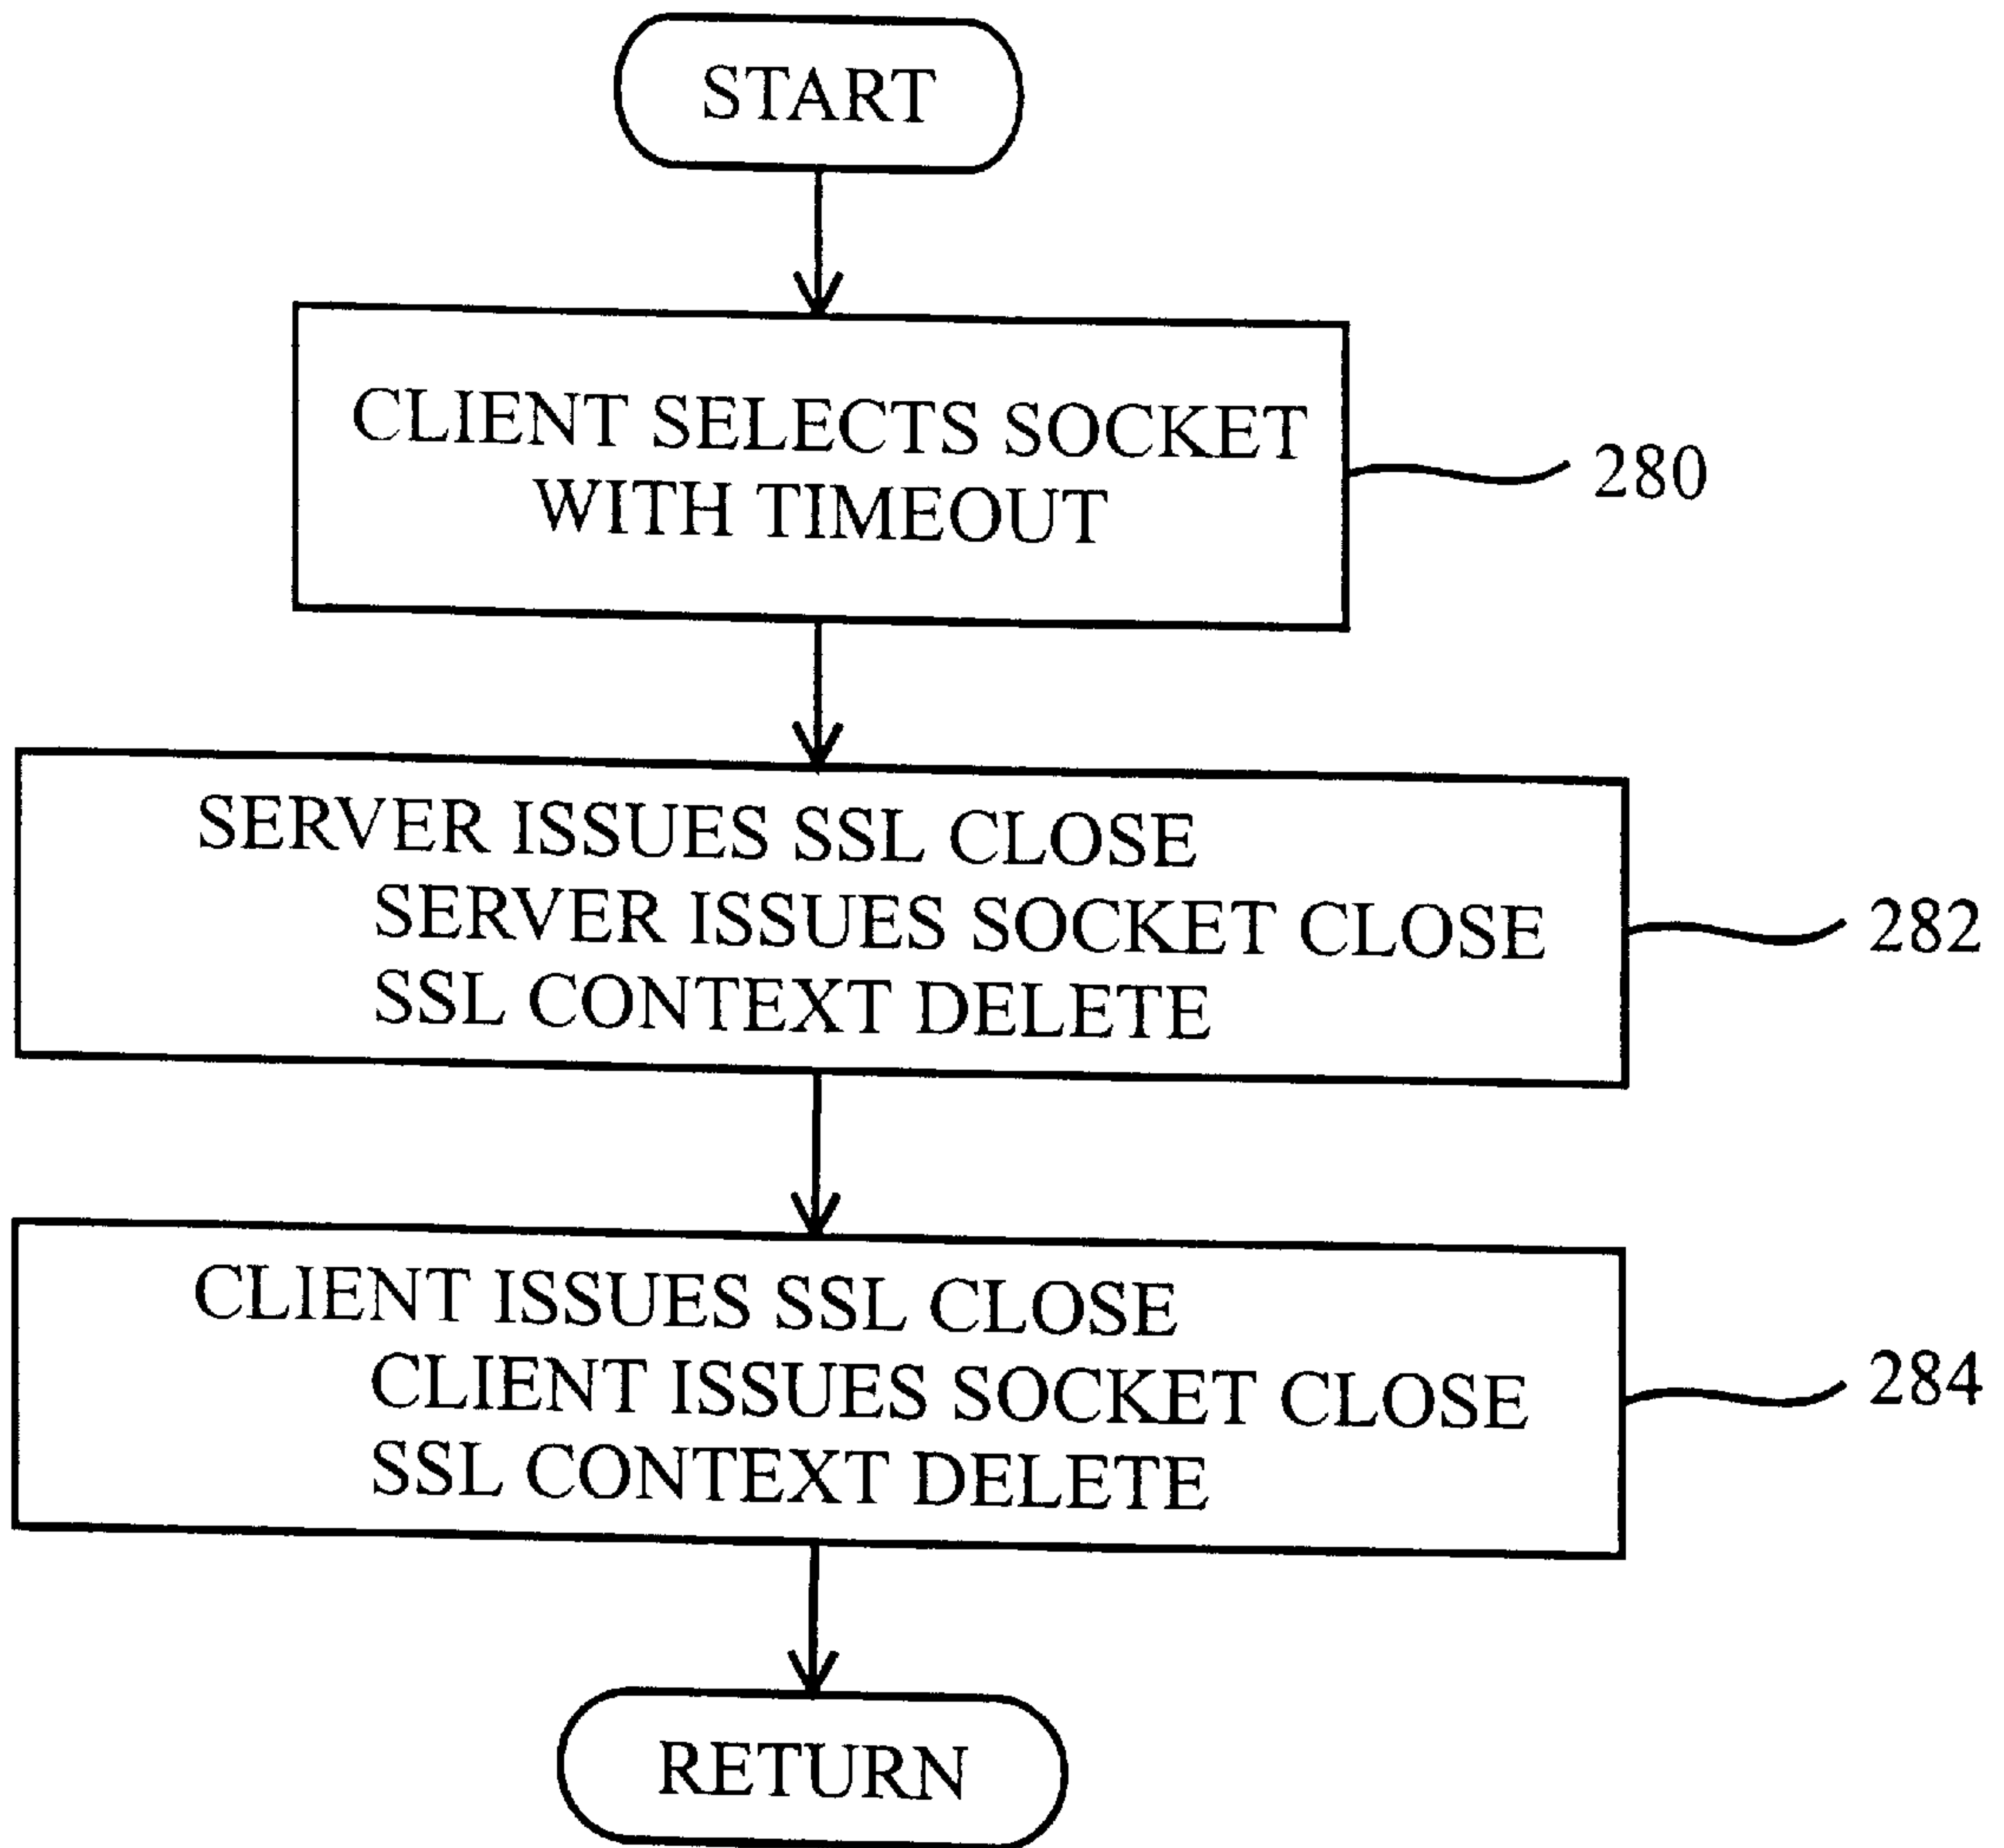 START
CLIENT SELECTS SOCKET
WITH TIMEOUT
280
SERVER ISSUES SSL CLOSE
SERVER ISSUES SOCKET CLOSE
SSL CONTEXT DELETE
282
CLIENT ISSUES SSL CLOSE
CLIENT ISSUES SOCKET CLOSE
SSL CONTEXT DELETE
284
RETURN